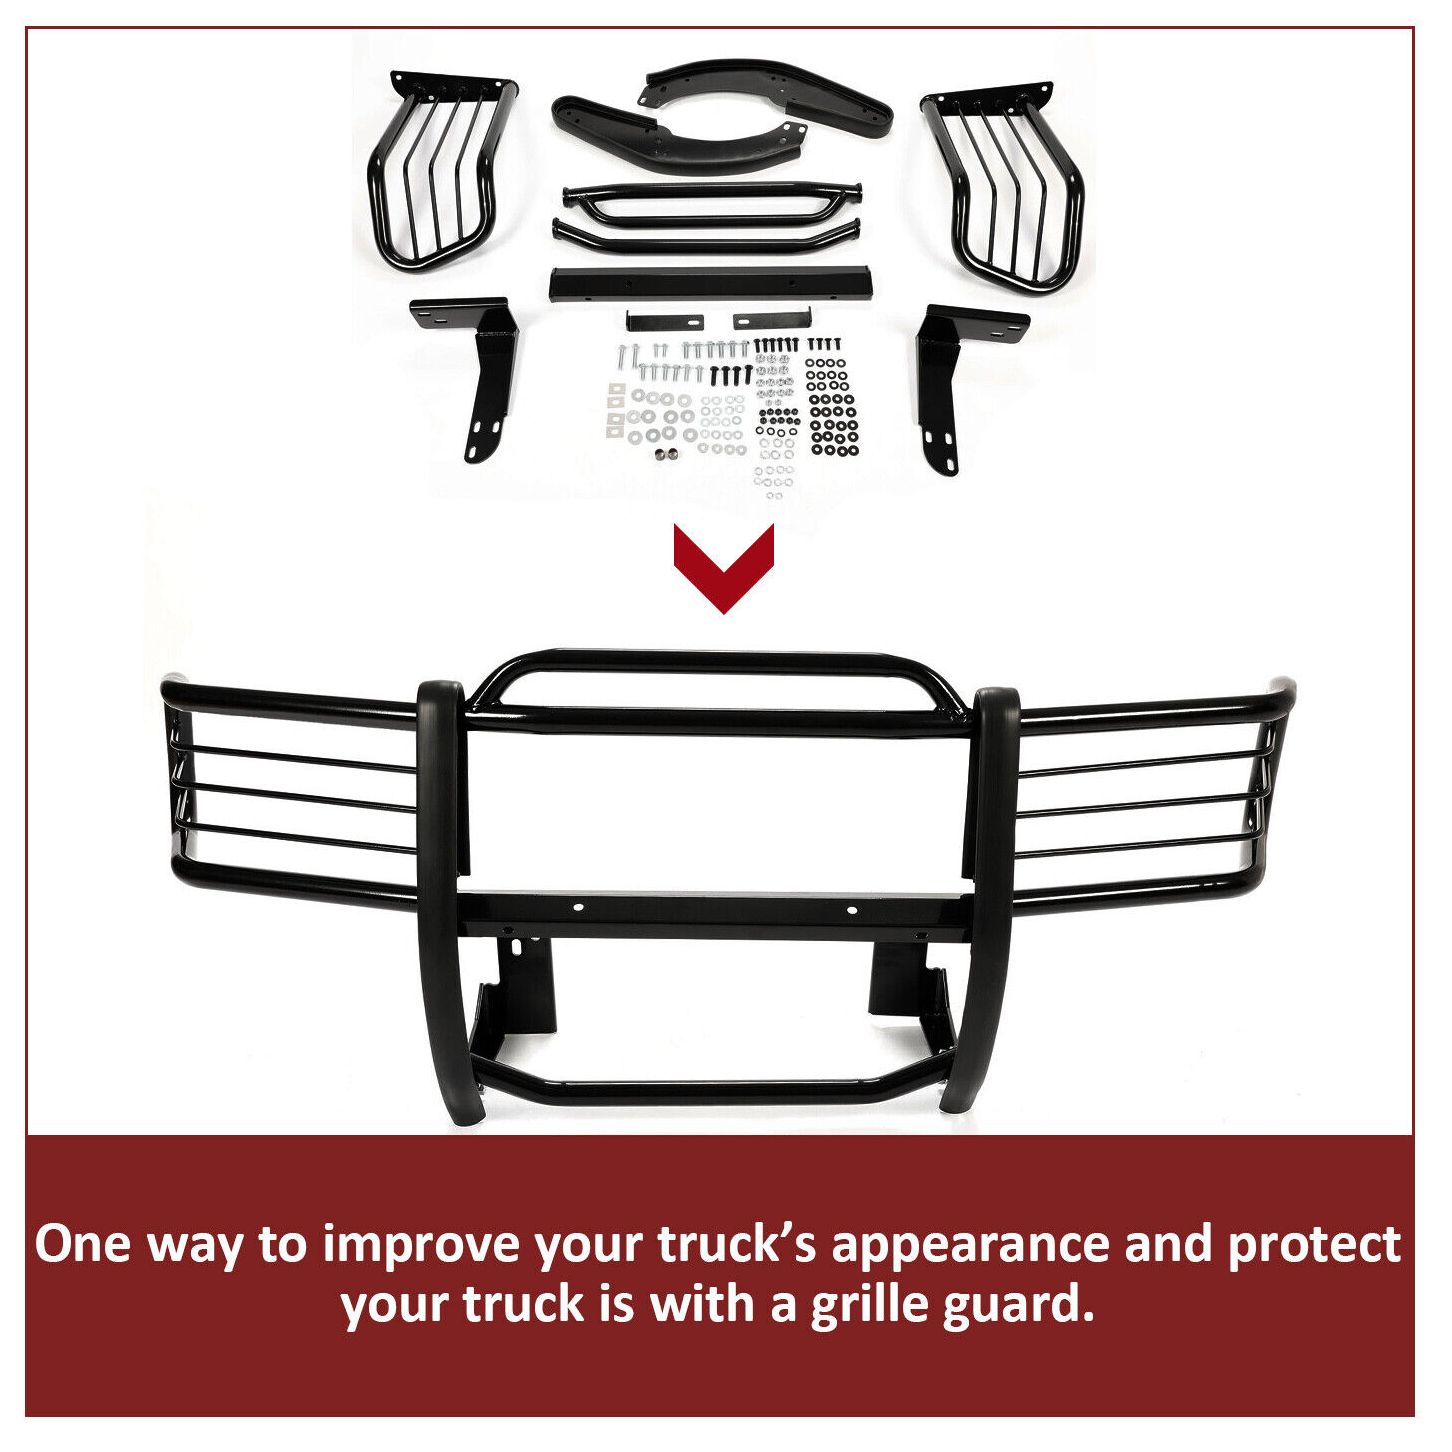 One way to improve your truck’s appearance and protect
your truck is with a grille guard.